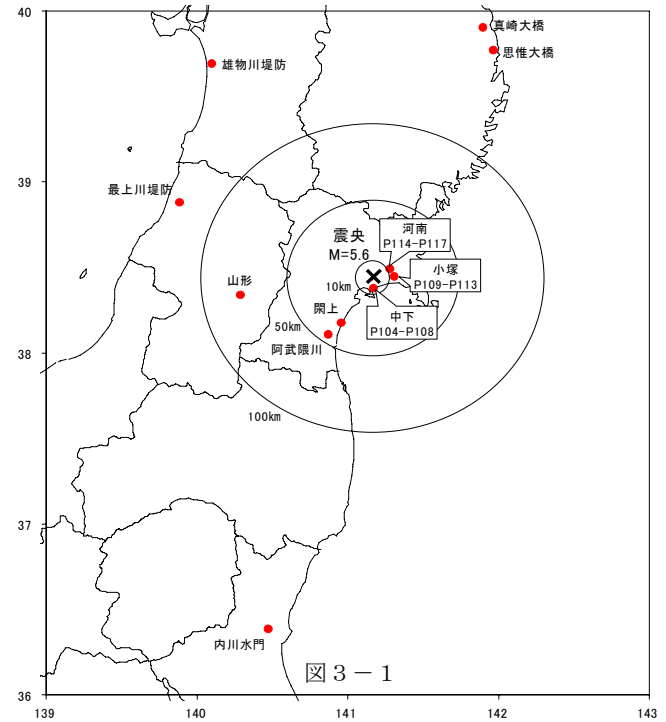 40
真崎大橋
思惟大橋
雄物川堤防
39
最上川堤防
河南
P114-P117
震央
M=5.6
小塚
P109-P113
山形
10km
中下
P104-P108
閖上
50km
阿武隈川
38
100km
37
内川水門
図3-1
36
139
140
141
142
143